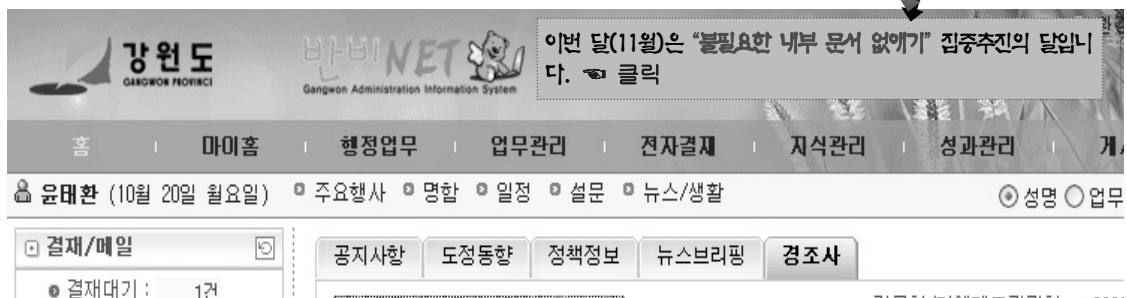 강원도
GANGWON PROVINCE
반비NET
Gangwon Administration Information System
이번 달(11월)은 “불필요한 내부 문서 없애기” 집중추진의 달입니
다. ☜ 클릭
홈 마이홈 행정업무 업무관리 전자결재 지식관리 성과관리
윤태환 (10월 20일 월요일) 주요행사 명함 일정 설문 뉴스/생활 성명 업무
결재/메일 공지사항 도정동향 정책정보 뉴스브리핑 경조사
결재대기 : 1건